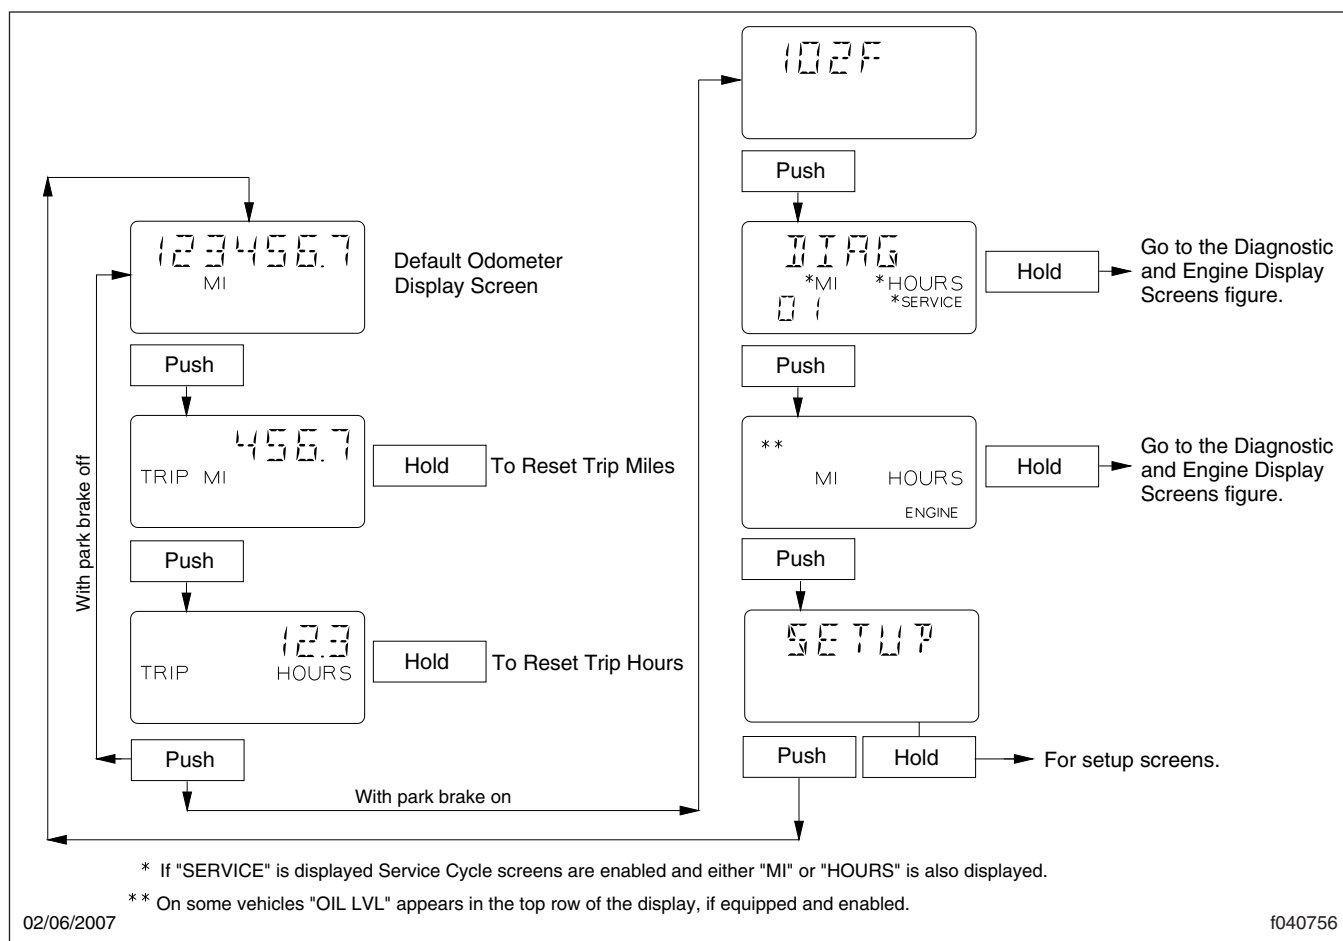 123456.7
MI
Default Odometer
Display Screen
Push
456.7
TRIP MI
Hold
To Reset Trip Miles
Push
12.3
TRIP HOURS
Hold
To Reset Trip Hours
Push
With park brake off
With park brake on
102F
Push
DIAG
*MI *HOURS
*SERVICE
01
Hold
Go to the Diagnostic
and Engine Display
Screens figure.
Push
**
MI HOURS
ENGINE
Hold
Go to the Diagnostic
and Engine Display
Screens figure.
Push
SETUP
Push
Hold
For setup screens.
* If "SERVICE" is displayed Service Cycle screens are enabled and either "MI" or "HOURS" is also displayed.
** On some vehicles "OIL LVL" appears in the top row of the display, if equipped and enabled.
02/06/2007
f040756